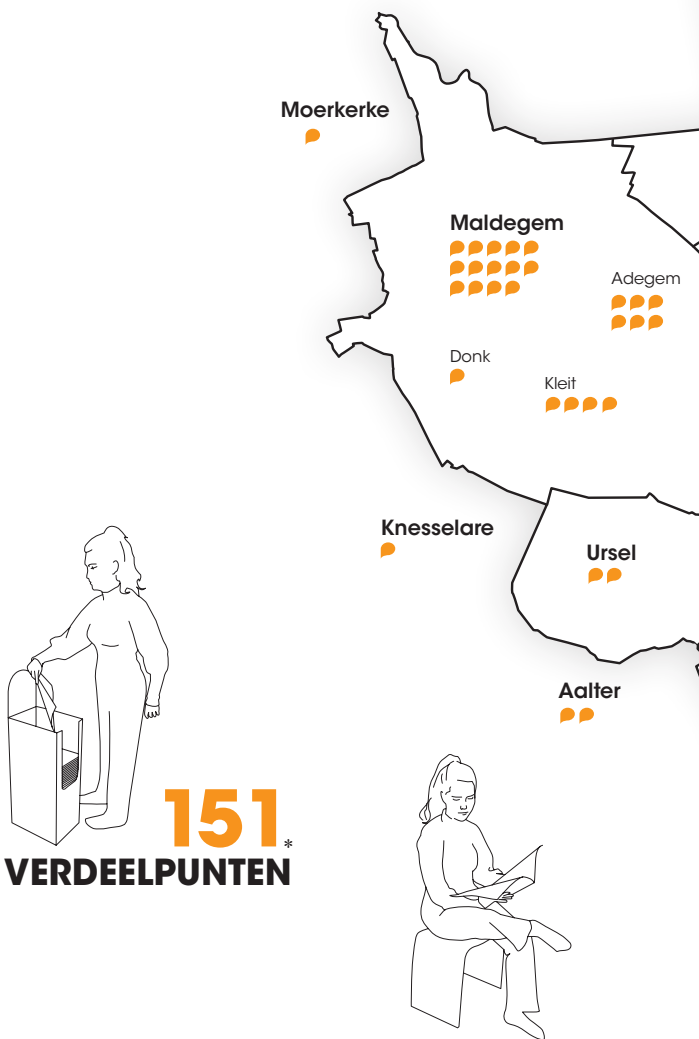 Moerkerke
Maldegem
Adegem
Donk
Kleit
Knesselare
Ursel
Aalter
151*
VERDEELPUNTEN